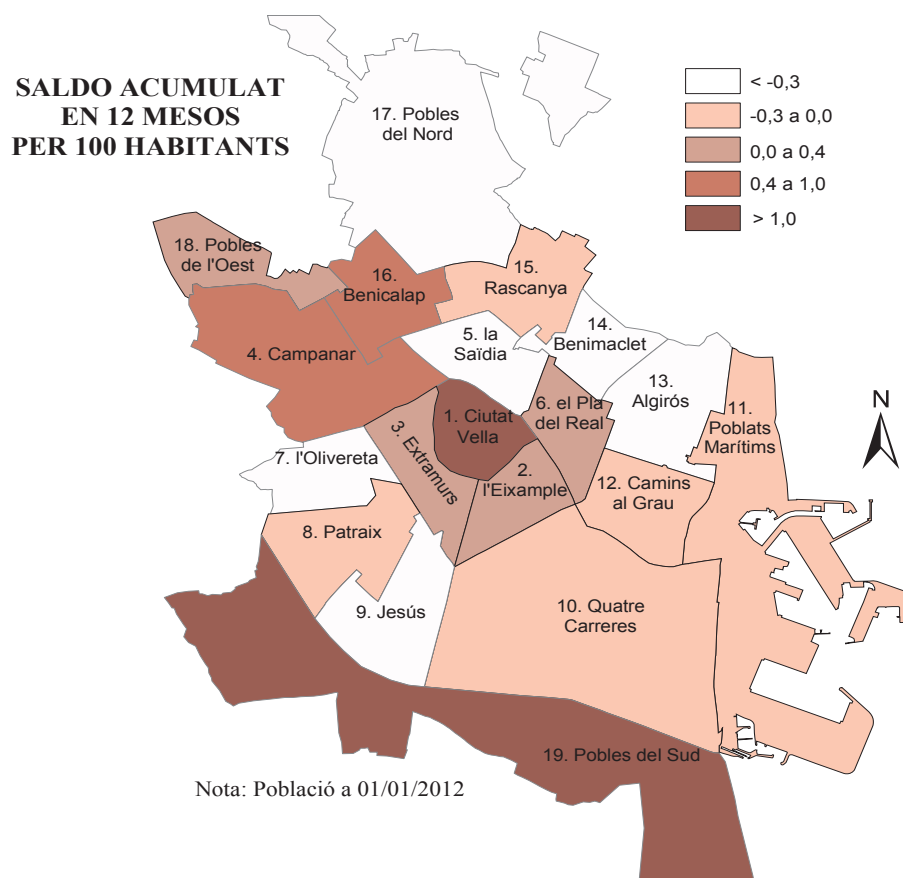 SALDO ACUMULAT
EN 12 MESOS
PER 100 HABITANTS
< -0,3
-0,3 a 0,0
0,0 a 0,4
0,4 a 1,0
> 1,0
17. Pobles
del Nord
18. Pobles
de l'Oest
16.
Benicalap
15.
Rascanya
5. la
Saïdia
14.
Benimaclet
4. Campanar
13.
Algirós
11.
Poblats
Marítims
N
1. Ciutat
Vella
6. el Pla
del Real
3. Extramurs
7. l'Olivereta
2.
l'Eixample
12. Camins
al Grau
8. Patraix
9. Jesús
10. Quatre
Carreres
19. Pobles del Sud
Nota: Població a 01/01/2012